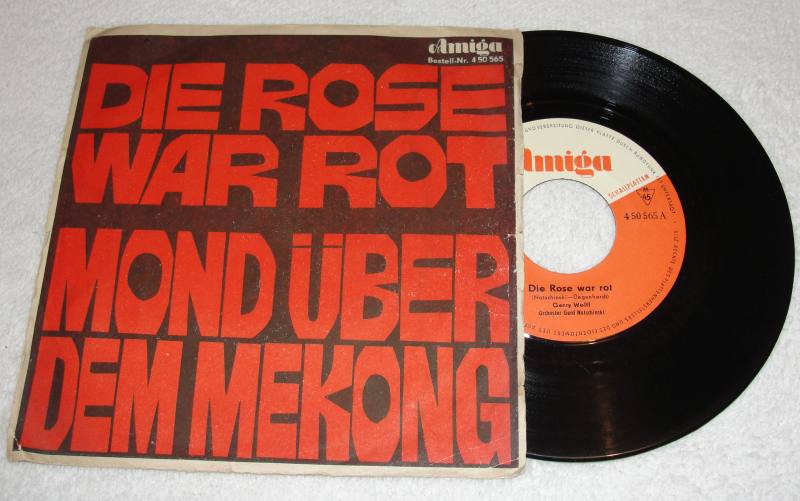 Amiga
Bestell-Nr. 4 50 565
DIE ROSE
WAR ROT
MOND ÜBER
DEM MEKONG
Amiga
SCHALLPLATTEN
M
45
4 50 565 A
Die Rose war rot
(Natschinski—Degenhardt)
Gerry Wolff
Orchester Gerd Natschinski